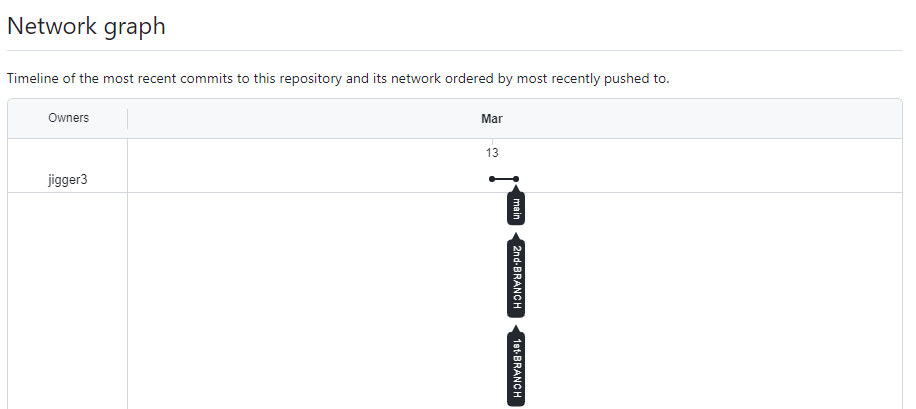 Network graph
Timeline of the most recent commits to this repository and its network ordered by most recently pushed to.
Owners
Mar
13
jigger3
main
2nd-BRANCH
1st-BRANCH